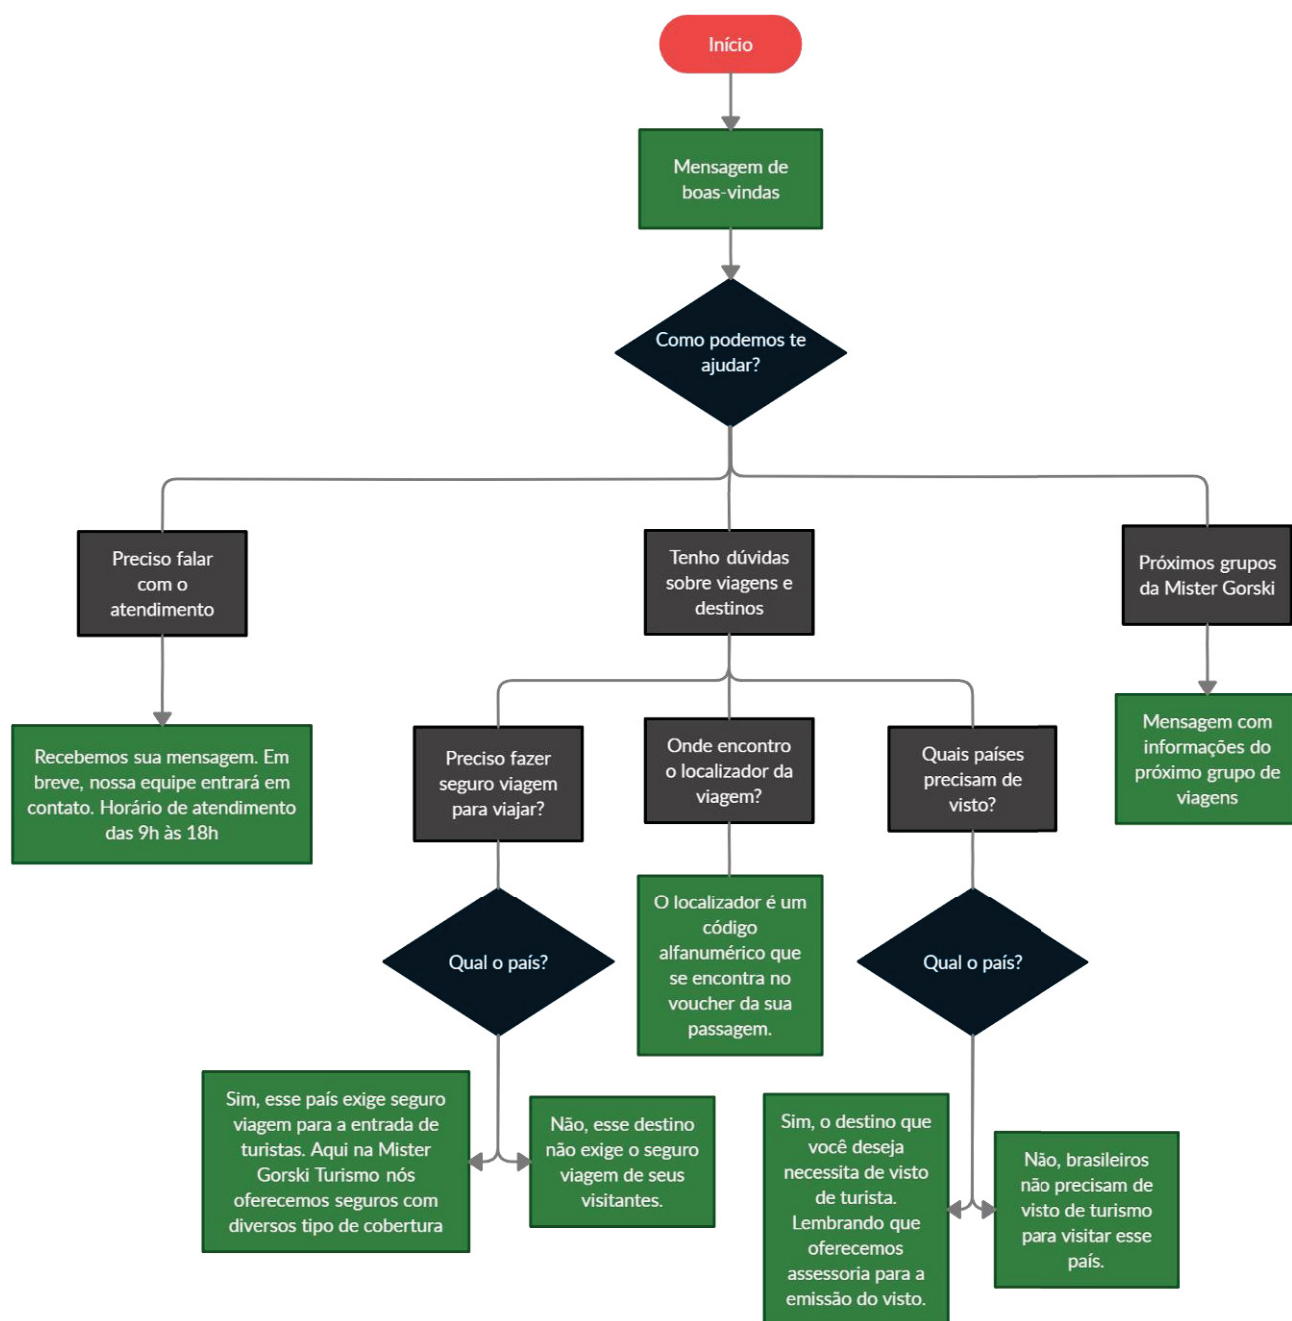 Início
Mensagem de
boas-vindas
Como podemos te
ajudar?
Preciso falar
com o
atendimento
Tenho dúvidas
sobre viagens e
destinos
Próximos grupos
da Mister Gorski
Recebemos sua mensagem. Em
breve, nossa equipe entrará em
contato. Horário de atendimento
das 9h às 18h
Preciso fazer
seguro viagem
para viajar?
Onde encontro
o localizador da
viagem?
Quais países
precisam de
visto?
Mensagem com
informações do
próximo grupo de
viagens
Qual o país?
O localizador é um
código
alfanumérico que
se encontra no
voucher da sua
passagem.
Qual o país?
Sim, esse país exige seguro
viagem para a entrada de
turistas. Aqui na Mister
Gorski Turismo nós
oferecemos seguros com
diversos tipo de cobertura
Não, esse destino
não exige o seguro
viagem de seus
visitantes.
Sim, o destino que
você deseja
necessita de visto
de turista.
Lembrando que
oferecemos
assessoria para a
emissão do visto.
Não, brasileiros
não precisam de
visto de turismo
para visitar esse
país.